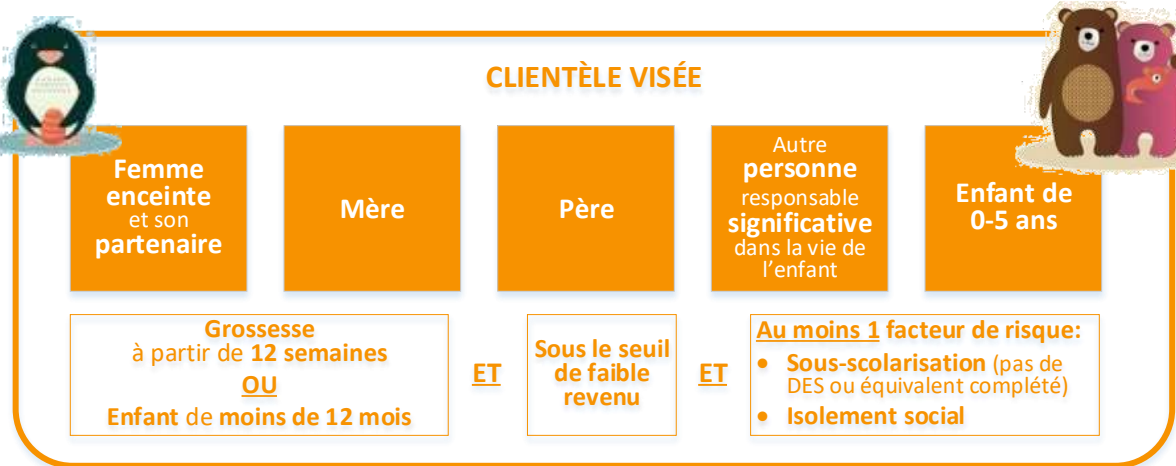 CLIENTÈLE VISÉE
Femme
enceinte
et son
partenaire
Mère
Père
Autre
personne
responsable
significative
dans la vie de
l'enfant
Enfant de
0-5 ans
Grossesse
à partir de 12 semaines
OU
Enfant de moins de 12 mois
ET
Sous le seuil
de faible
revenu
ET
Au moins 1 facteur de risque:
• Sous-scolarisation (pas de
DES ou équivalent complété)
• Isolement social